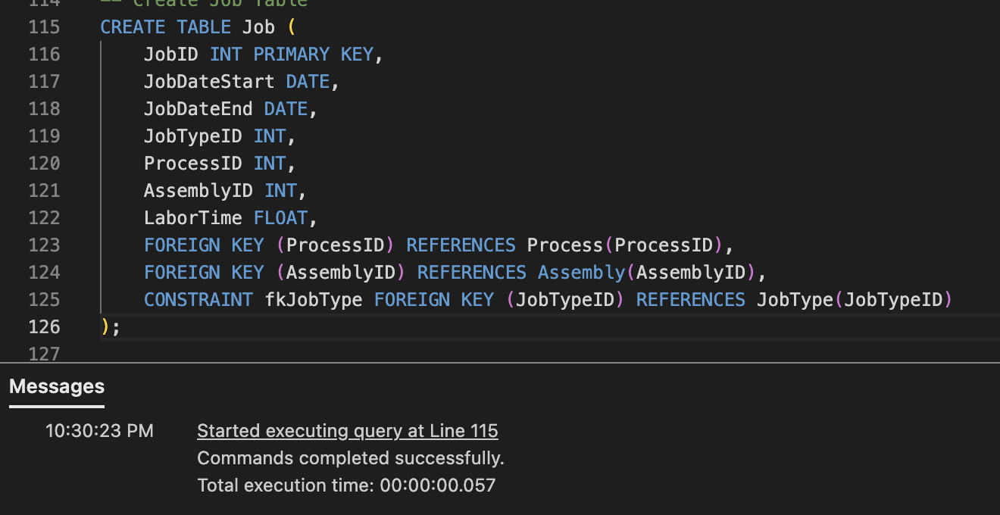 114 -- Create Job Table
115 CREATE TABLE Job (
116 JobID INT PRIMARY KEY,
117 JobDateStart DATE,
118 JobDateEnd DATE,
119 JobTypeID INT,
120 ProcessID INT,
121 AssemblyID INT,
122 LaborTime FLOAT,
123 FOREIGN KEY (ProcessID) REFERENCES Process(ProcessID),
124 FOREIGN KEY (AssemblyID) REFERENCES Assembly(AssemblyID),
125 CONSTRAINT fkJobType FOREIGN KEY (JobTypeID) REFERENCES JobType(JobTypeID)
126 );
127
Messages
10:30:23 PM Started executing query at Line 115
Commands completed successfully.
Total execution time: 00:00:00.057